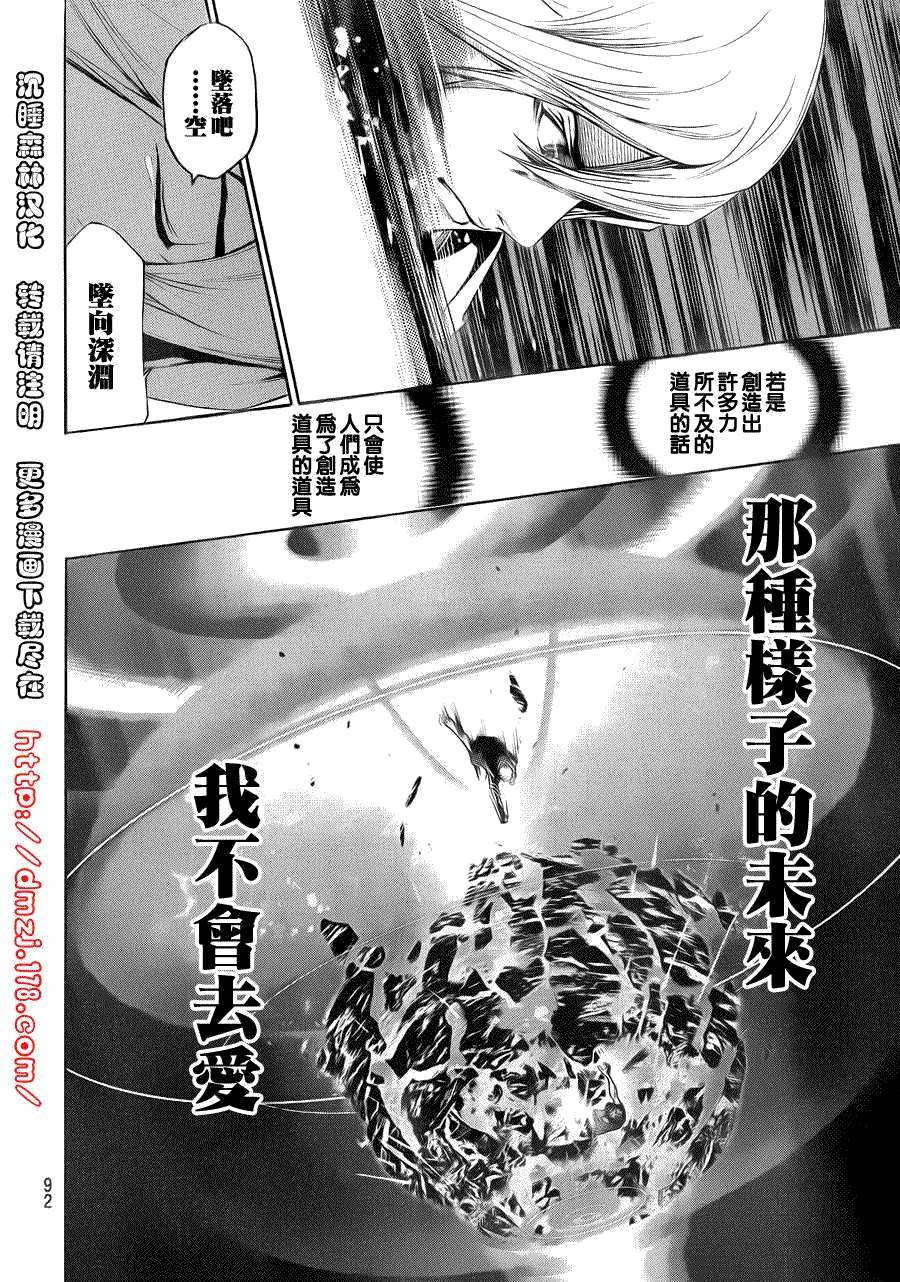 墜落吧
……空
墜向深淵
若是
創造出
許多力
所不及的
道具的話
只會使
人們成爲
爲了創造
道具的道具
那種樣子的未來
我不會去愛
沉睡森林汉化 转载请注明 更多漫画下载尽在 http://dmzj.178.com/
92